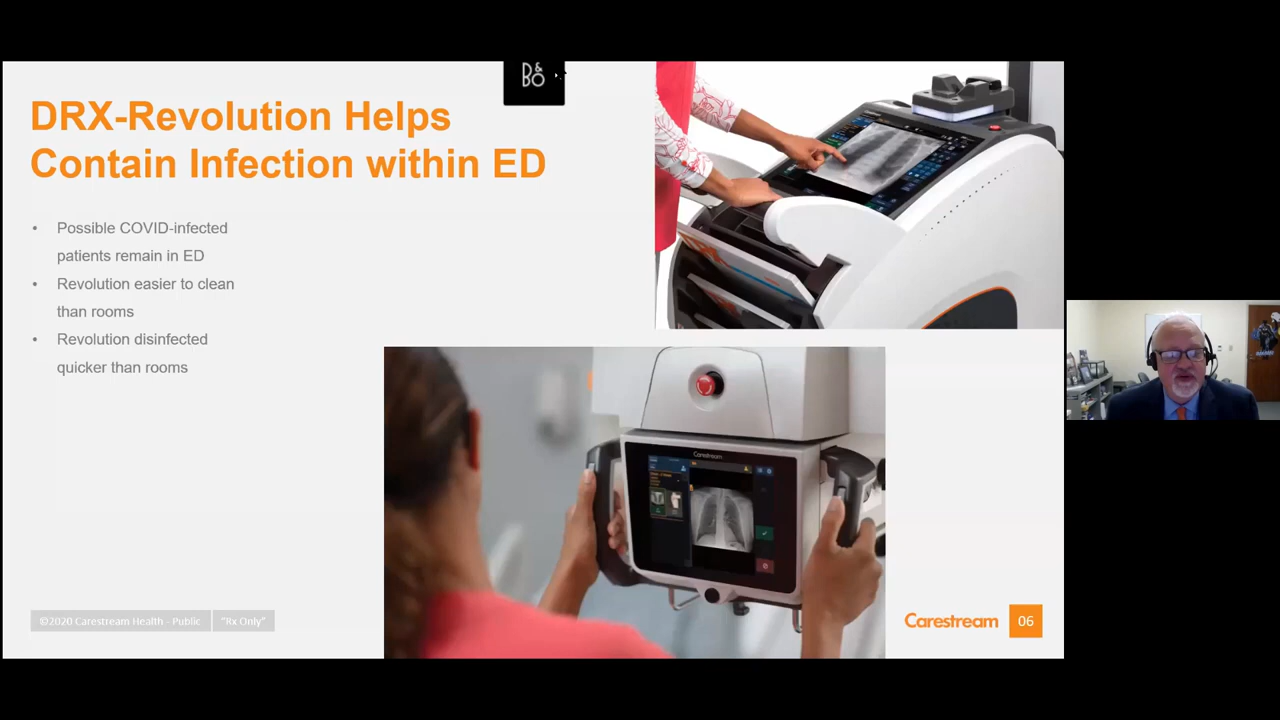 B&O
DRX-Revolution Helps
Contain Infection within ED
• Possible COVID-infected
patients remain in ED
• Revolution easier to clean
than rooms
• Revolution disinfected
quicker than rooms
Carestream
©2020 Carestream Health - Public
"Rx Only"
Carestream
06